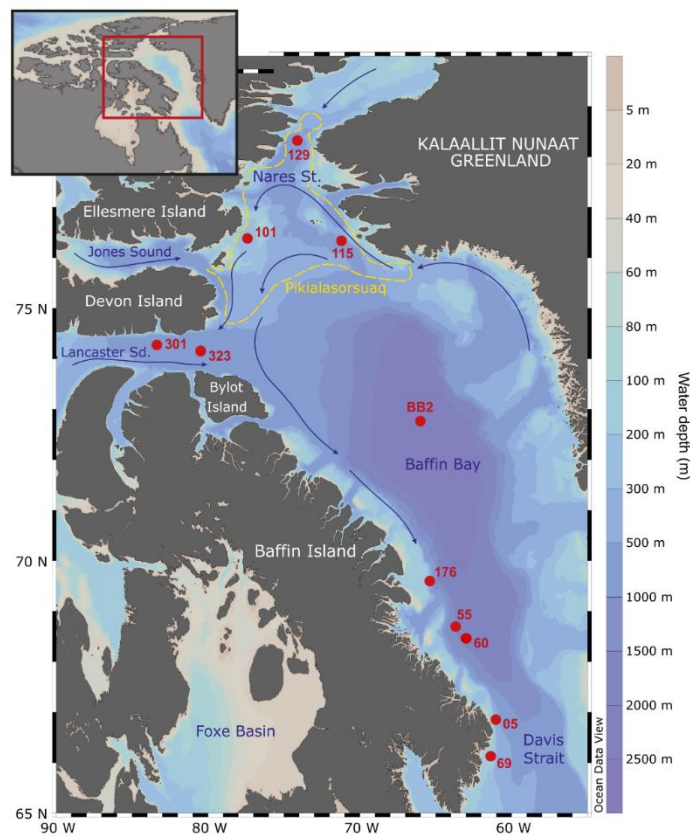 KALAALLIT NUNAAT
GREENLAND
129
Nares St.
Ellesmere Island
101
115
Jones Sound
Pikialasorsuaq
Devon Island
301
323
Lancaster Sd.
Bylot
Island
BB2
Baffin Bay
Baffin Island
176
55
60
Foxe Basin
05
Davis
Strait
69
75 N
70 N
65 N
90 W
80 W
70 W
60 W
5 m
20 m
40 m
60 m
80 m
100 m
200 m
300 m
500 m
1000 m
1500 m
2000 m
2500 m
Water depth (m)
Ocean Data View